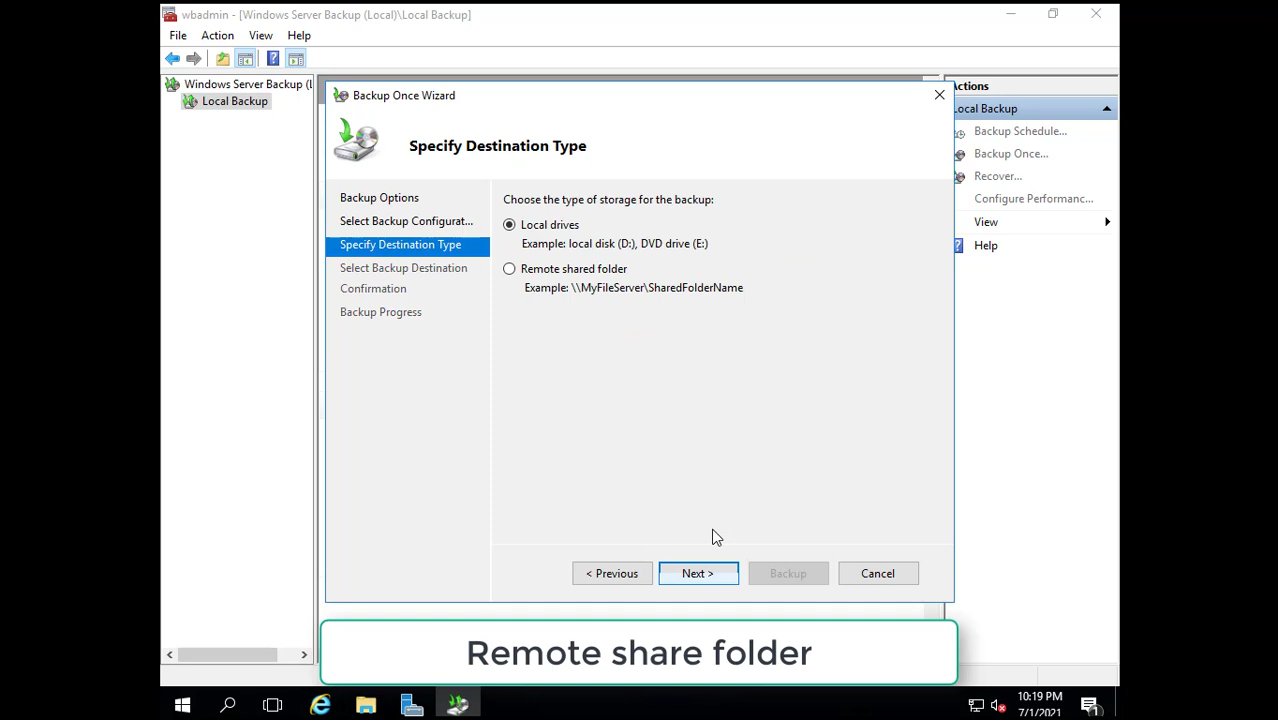 wbadmin - [Windows Server Backup (Local)\Local Backup]
File Action View Help
Windows Server Backup (L
Local Backup
Backup Once Wizard
Specify Destination Type
Backup Options
Select Backup Configurat...
Specify Destination Type
Select Backup Destination
Confirmation
Backup Progress
Choose the type of storage for the backup:
Local drives
Example: local disk (D:), DVD drive (E:)
Remote shared folder
Example: \\MyFileServer\SharedFolderName
< Previous Next > Backup Cancel
Actions
Local Backup
Backup Schedule...
Backup Once...
Recover...
Configure Performanc...
View
Help
Remote share folder
10:19 PM
7/1/2021
1